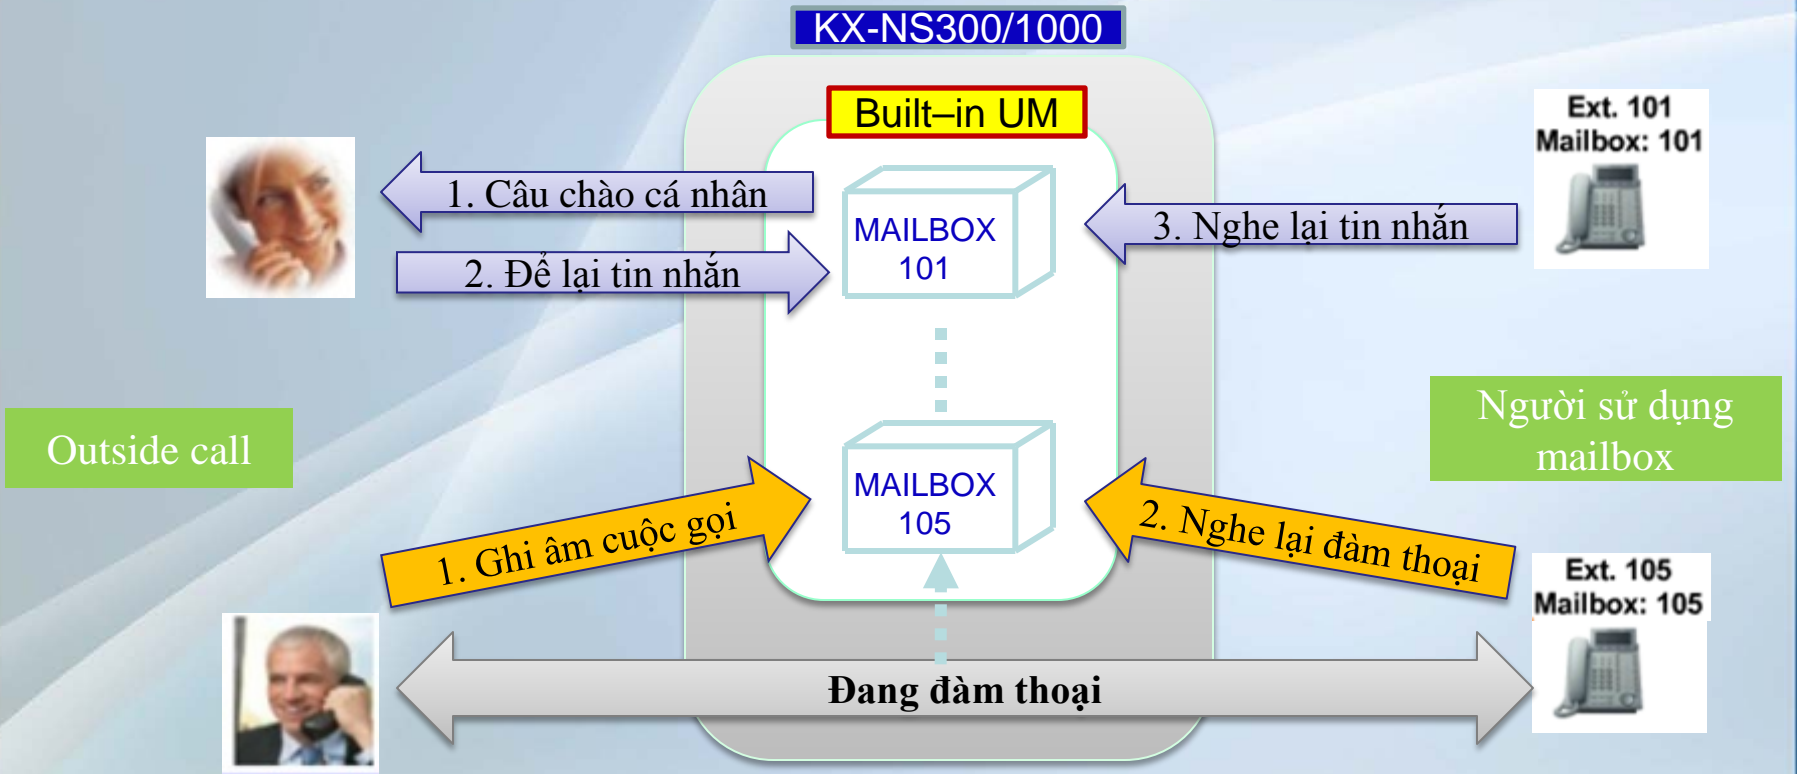 KX-NS300/1000
Built–in UM
Ext. 101
Mailbox: 101
1. Câu chào cá nhân
MAILBOX
101
3. Nghe lại tin nhắn
2. Để lại tin nhắn
Outside call
Người sử dụng
mailbox
1. Ghi âm cuộc gọi
MAILBOX
105
2. Nghe lại đàm thoại
Ext. 105
Mailbox: 105
Đang đàm thoại